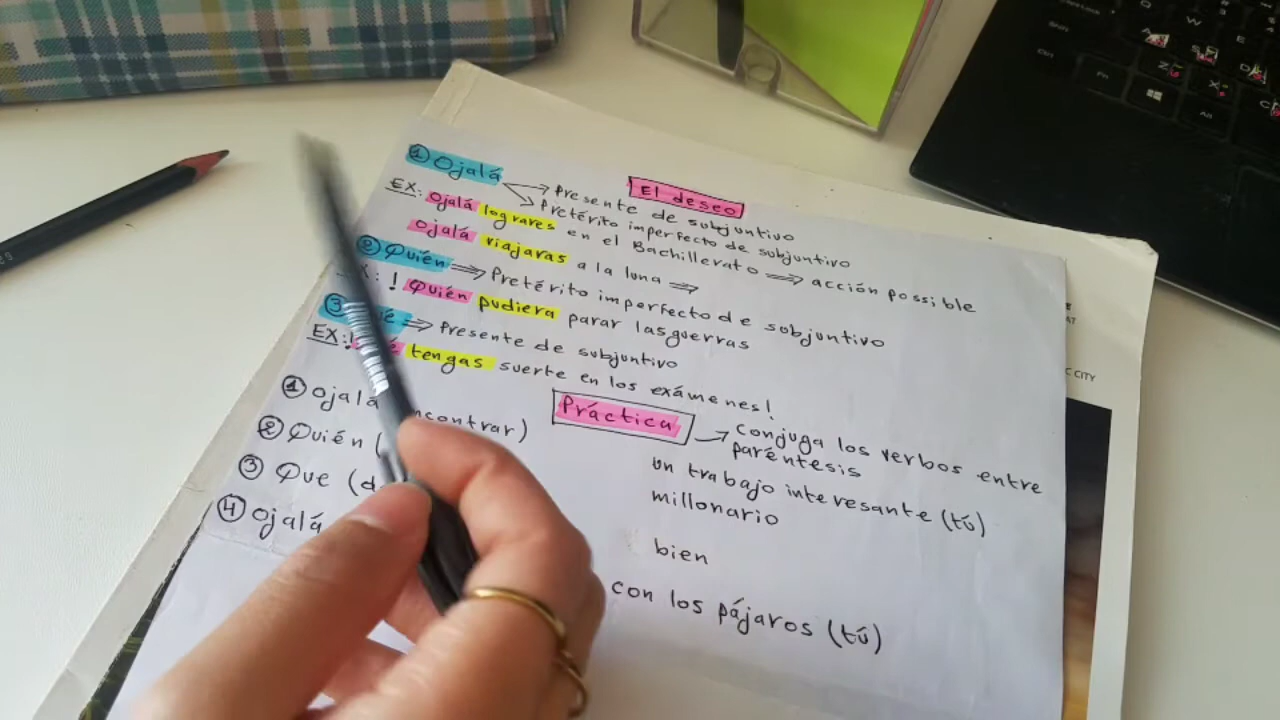 ① Ojalá
El deseo
Presente de subjuntivo
Pretérito imperfecto de subjuntivo
EX: Ojalá lograres en el Bachillerato ⇒ acción possible
Ojalá viajaras a la luna ⇒
② Quién ⇒ Pretérito imperfecto de subjuntivo
! Quién pudiera parar las guerras
③ ⇒ Presente de subjuntivo
EX: ! tengas suerte en los exámenes!
Práctica
→ Conjuga los verbos entre paréntesis
① Ojalá un trabajo interesante (tú)
② Quién millonario
③ Que bien
④ Ojalá con los pájaros (tú)
C CITY